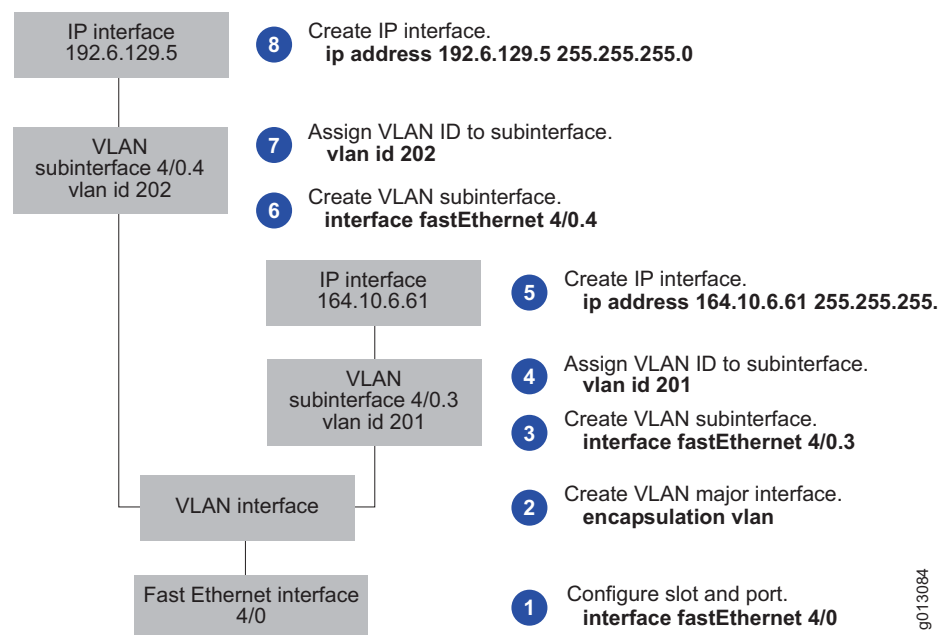 IP interface
192.6.129.5
8
Create IP interface.
ip address 192.6.129.5 255.255.255.0
VLAN
subinterface 4/0.4
vlan id 202
7
Assign VLAN ID to subinterface.
vlan id 202
6
Create VLAN subinterface.
interface fastEthernet 4/0.4
IP interface
164.10.6.61
5
Create IP interface.
ip address 164.10.6.61 255.255.255.
VLAN
subinterface 4/0.3
vlan id 201
4
Assign VLAN ID to subinterface.
vlan id 201
3
Create VLAN subinterface.
interface fastEthernet 4/0.3
VLAN interface
2
Create VLAN major interface.
encapsulation vlan
Fast Ethernet interface
4/0
1
Configure slot and port.
interface fastEthernet 4/0
g013084